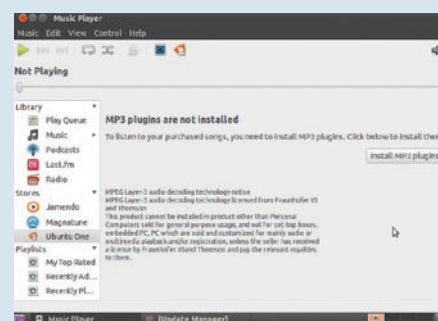 Music Player
Music Edit View Control Help
Not Playing
Library
Play Queue
Music
Podcasts
Last.fm
Radio
Stores
Jamendo
Magnatune
Ubuntu One
Playlists
My Top Rated
Recently Ad...
Recently Pl...
MP3 plugins are not installed
To listen to your purchased songs, you need to install MP3 plugins. Click below to install them
Install MP3 plugins
MPEG Layer-3 audio decoding technology notice
MPEG Layer-3 audio decoding technology licensed from Fraunhofer IIS
and Thomson
This product cannot be installed in product other than Personal
Computers sold for general purpose usage, and not for set-top boxes,
embedded PC, PC which are sold and customized for mainly audio or
multimedia playback and/or registration, unless the seller has received
a license by Fraunhofer IIS and Thomson and pay the relevant royalties
to them.
Music Player
[Update Manager]